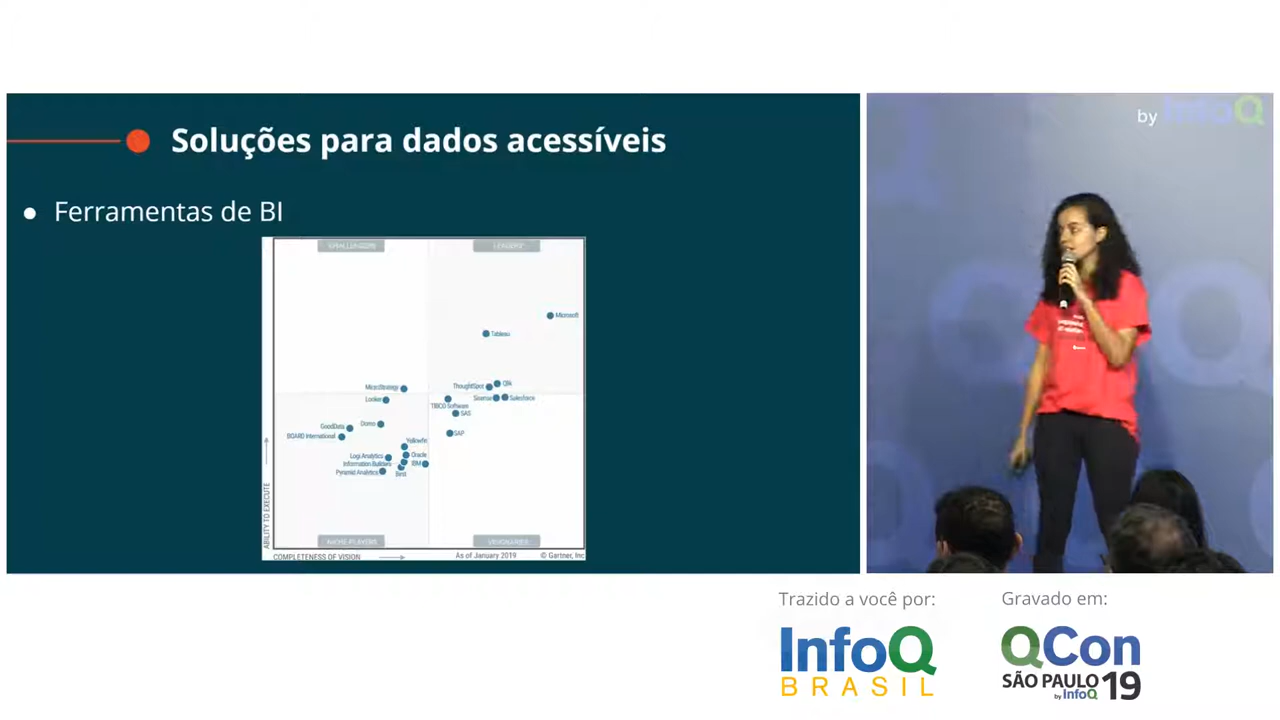 Soluções para dados acessíveis
● Ferramentas de BI
CHALLENGERS
LEADERS
Microsoft
Tableau
MicroStrategy
ThoughtSpot
Qlik
Looker
Sisense
Salesforce
TIBCO Software
SAS
GoodData
Domo
BOARD International
SAP
Yellowfin
Logi Analytics
Oracle
Information Builders
IBM
Pyramid Analytics
Birst
ABILITY TO EXECUTE
NICHE PLAYERS
VISIONARIES
COMPLETENESS OF VISION
As of January 2019
© Gartner, Inc
by InfoQ
Trazido a você por:
InfoQ
BRASIL
Gravado em:
QCon
SÃO PAULO 19
by InfoQ